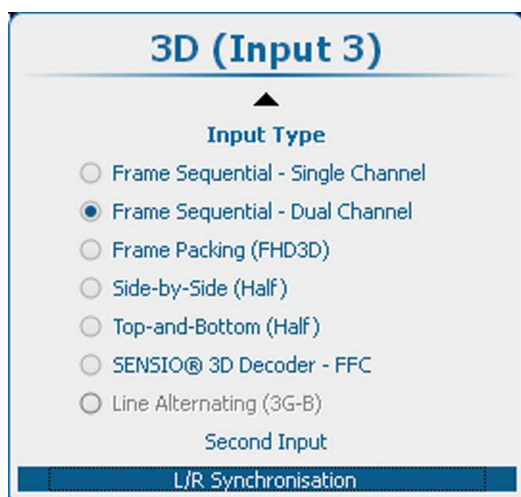 3D (Input 3)
Input Type
Frame Sequential - Single Channel
Frame Sequential - Dual Channel
Frame Packing (FHD3D)
Side-by-Side (Half)
Top-and-Bottom (Half)
SENSIO® 3D Decoder - FFC
Line Alternating (3G-B)
Second Input
L/R Synchronisation